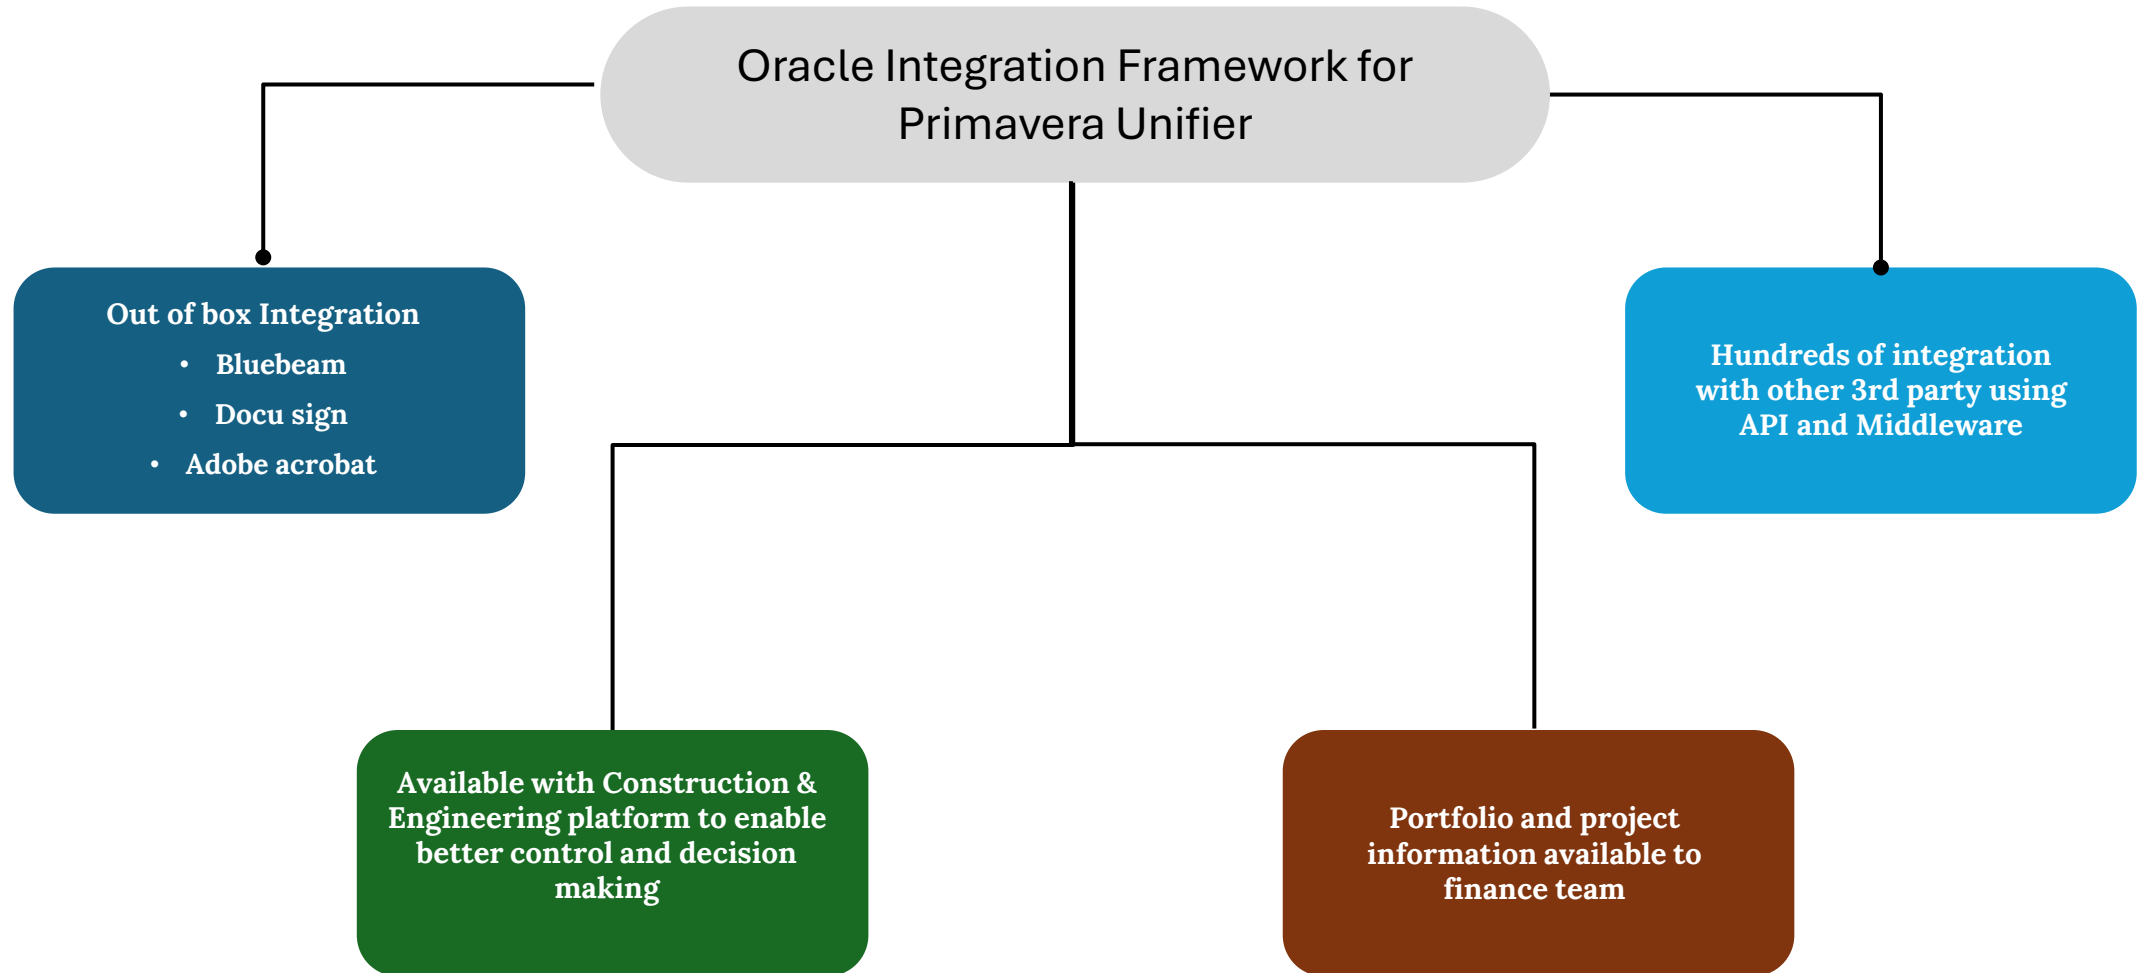 Oracle Integration Framework for
Primavera Unifier
Out of box Integration
• Bluebeam
• Docu sign
• Adobe acrobat
Hundreds of integration
with other 3rd party using
API and Middleware
Available with Construction &
Engineering platform to enable
better control and decision
making
Portfolio and project
information available to
finance team